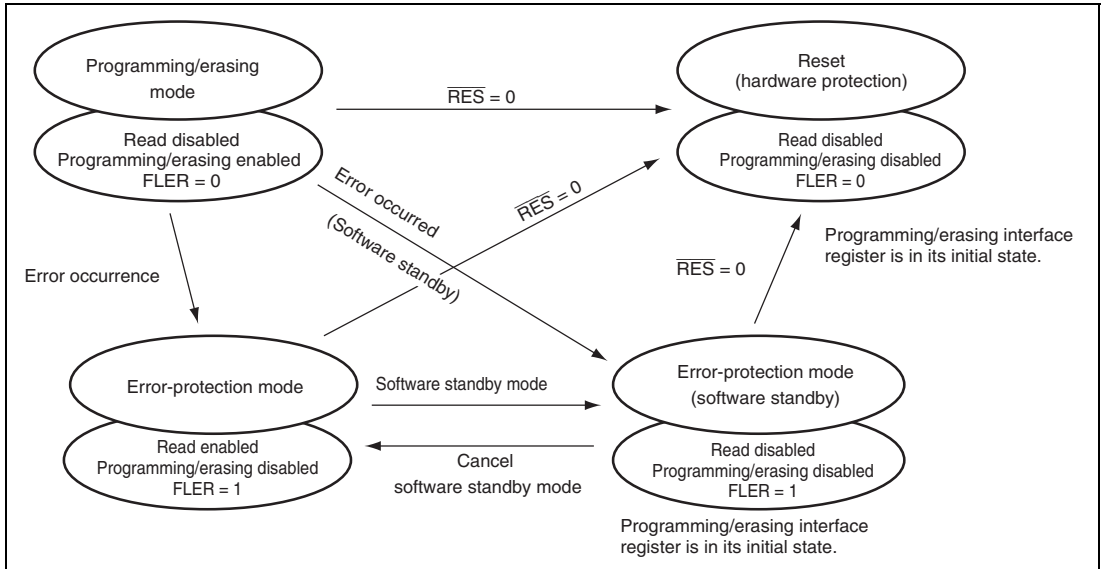 Programming/erasing
mode
Read disabled
Programming/erasing enabled
FLER = 0
RES = 0
Reset
(hardware protection)
Read disabled
Programming/erasing disabled
FLER = 0
Programming/erasing interface
register is in its initial state.
Error occurred
(Software standby)
RES = 0
RES = 0
Error occurrence
Error-protection mode
Read enabled
Programming/erasing disabled
FLER = 1
Software standby mode
Cancel
software standby mode
Error-protection mode
(software standby)
Read disabled
Programming/erasing disabled
FLER = 1
Programming/erasing interface
register is in its initial state.